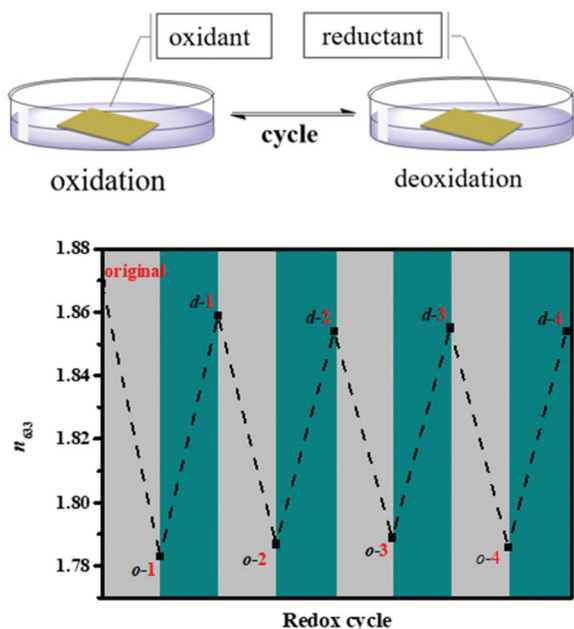 oxidant
reductant
cycle
oxidation
deoxidation
1.88
original
1.86
d-1
d-2
d-3
d-4
1.84
n633
1.82
1.80
o-1
o-2
o-3
o-4
1.78
Redox cycle